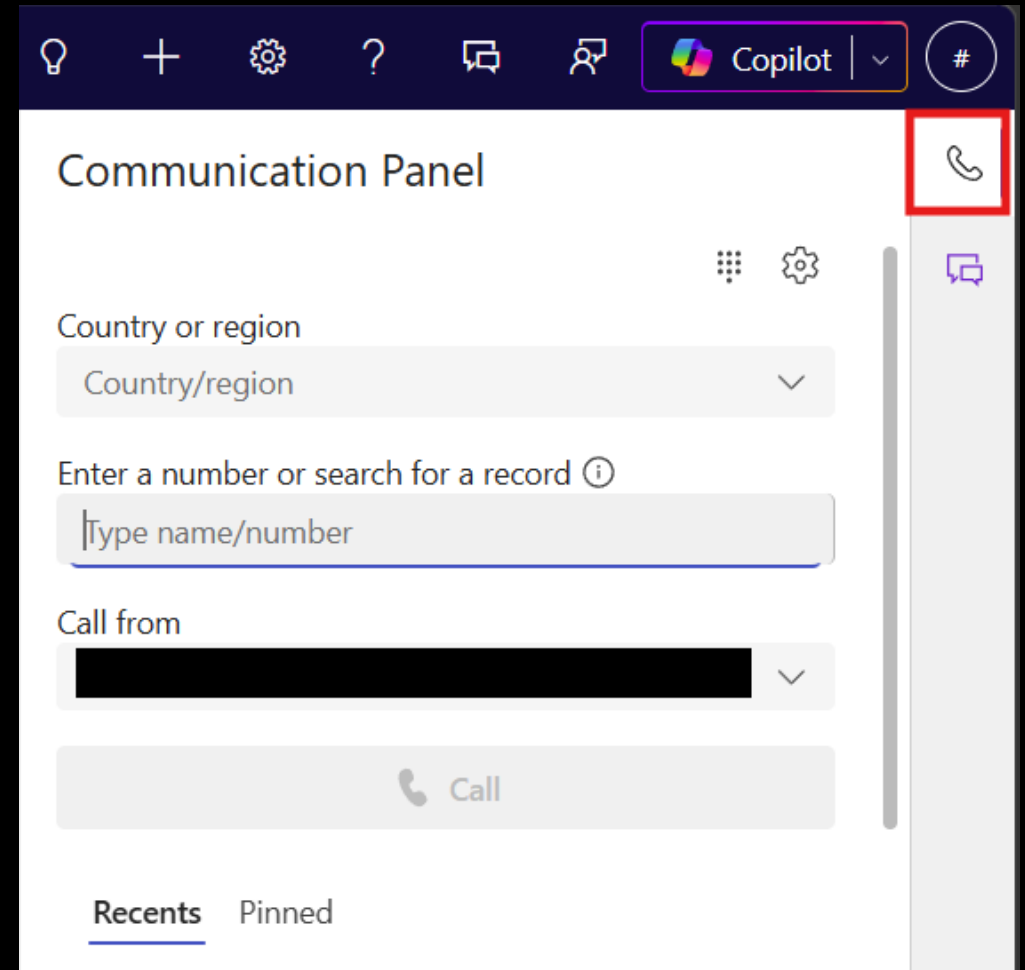 ? Copilot #
Communication Panel
Country or region
Country/region
Enter a number or search for a record
Type name/number
Call from
Call
Recents Pinned